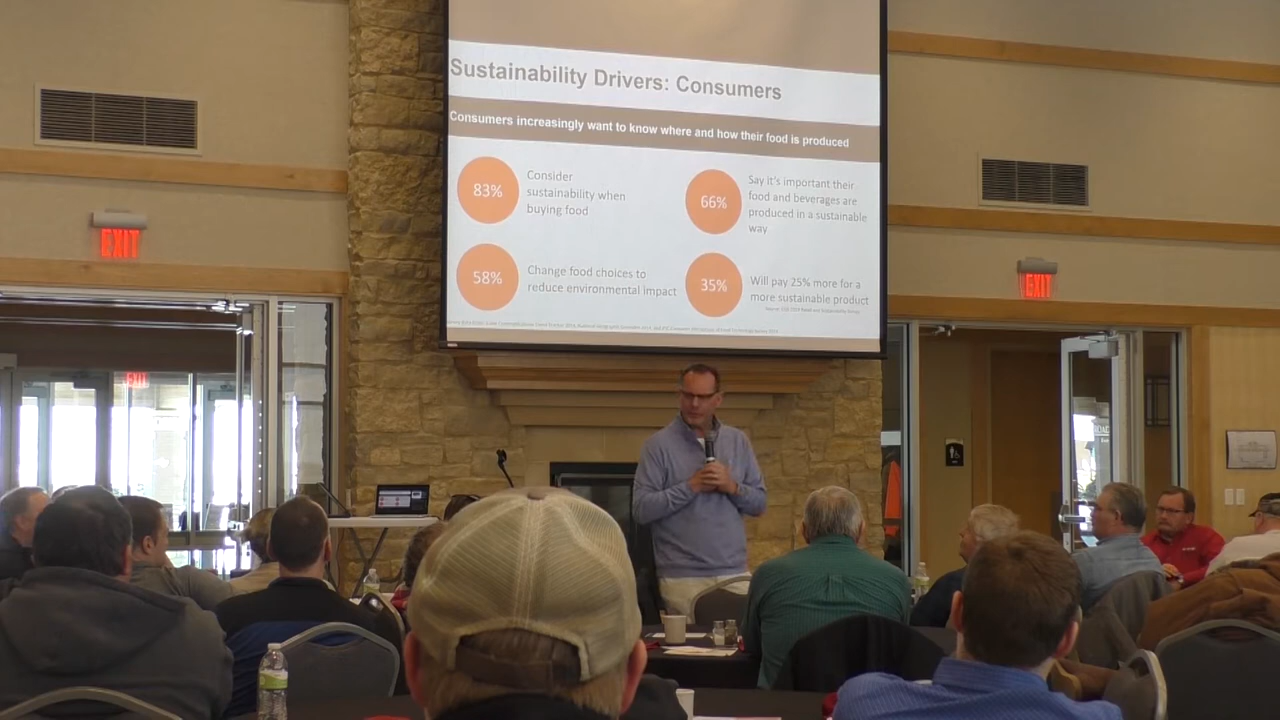 Sustainability Drivers: Consumers
Consumers increasingly want to know where and how their food is produced
83%
Consider
sustainability when
buying food
66%
Say it's important their
food and beverages are
produced in a sustainable
way
58%
Change food choices to
reduce environmental impact
35%
Will pay 25% more for a
more sustainable product
EXIT
EXIT
EXIT